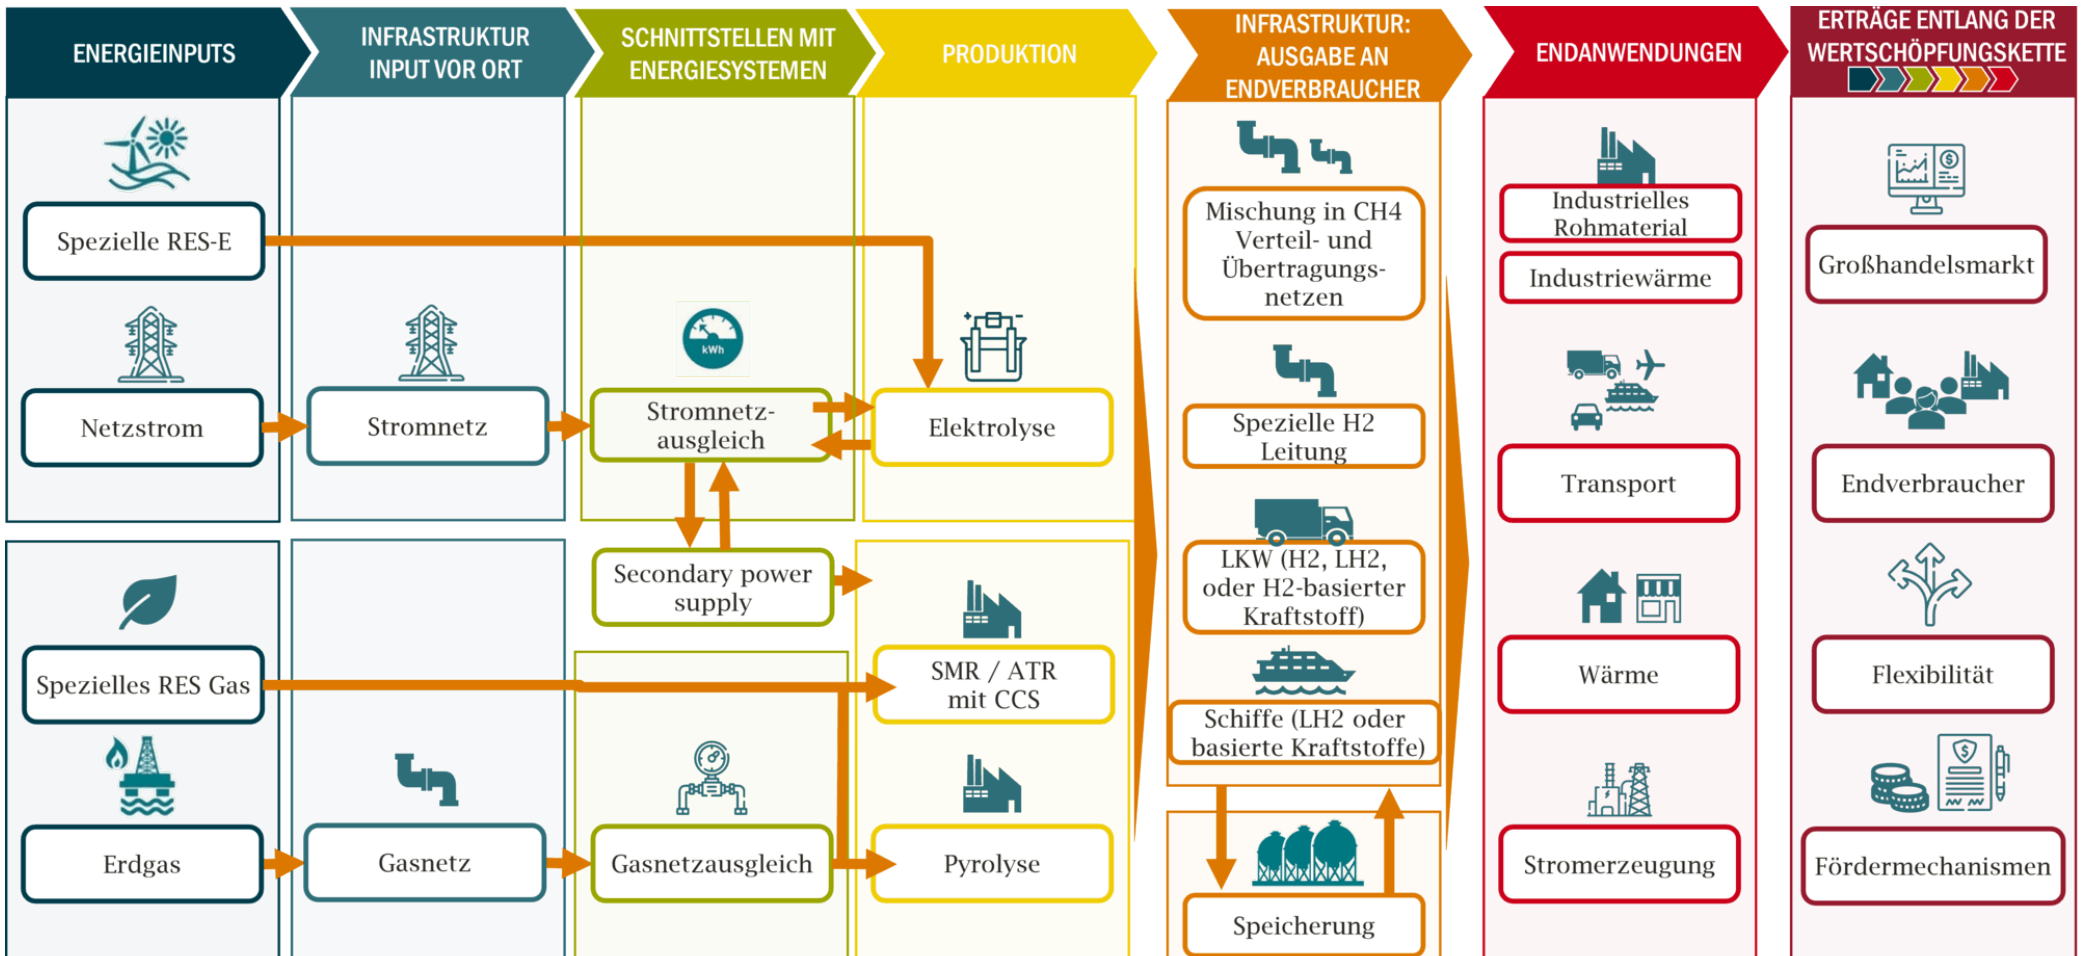 ENERGIEINPUTS
INFRASTRUKTUR
INPUT VOR ORT
SCHNITTSTELLEN MIT
ENERGIESYSTEMEN
PRODUKTION
INFRASTRUKTUR:
AUSGABE AN
ENDVERBRAUCHER
ENDANWENDUNGEN
ERTRÄGE ENTLANG DER
WERTSCHÖPFUNGSKETTE
Spezielle RES-E
Netzstrom
Spezielles RES Gas
Erdgas
Stromnetz
Gasnetz
kWh
Stromnetz-
ausgleich
Secondary power
supply
Gasnetzausgleich
+ -
Elektrolyse
SMR / ATR
mit CCS
Pyrolyse
Mischung in CH4
Verteil- und
Übertragungs-
netzen
Spezielle H2
Leitung
LKW (H2, LH2,
oder H2-basierter
Kraftstoff)
Schiffe (LH2 oder
basierte Kraftstoffe)
Speicherung
Industrielles
Rohmaterial
Industriewärme
Transport
Wärme
Stromerzeugung
$
Großhandelsmarkt
Endverbraucher
Flexibilität
$
Fördermechanismen